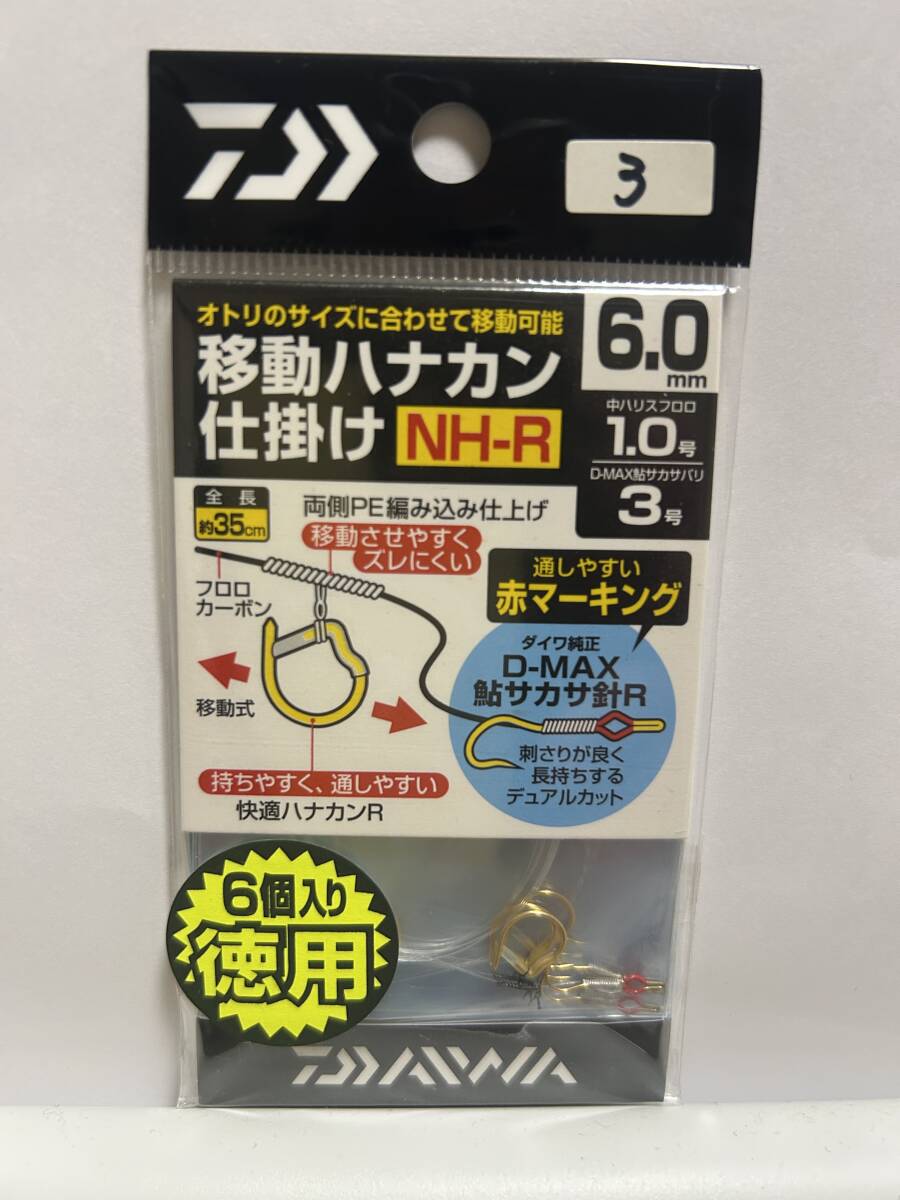 3
オトリのサイズに合わせて移動可能
移動ハナカン
仕掛け NH-R
6.0
mm
中ハリスフロロ
1.0号
D-MAX鮎サカサバリ
3号
全長
約35cm
両側PE編み込み仕上げ
移動させやすく
ズレにくい
フロロ
カーボン
通しやすい
赤マーキング
ダイワ純正
D-MAX
鮎サカサ針R
移動式
刺さりが良く
長持ちする
デュアルカット
持ちやすく、通しやすい
快適ハナカンR
6個入り
徳用
DAIWA